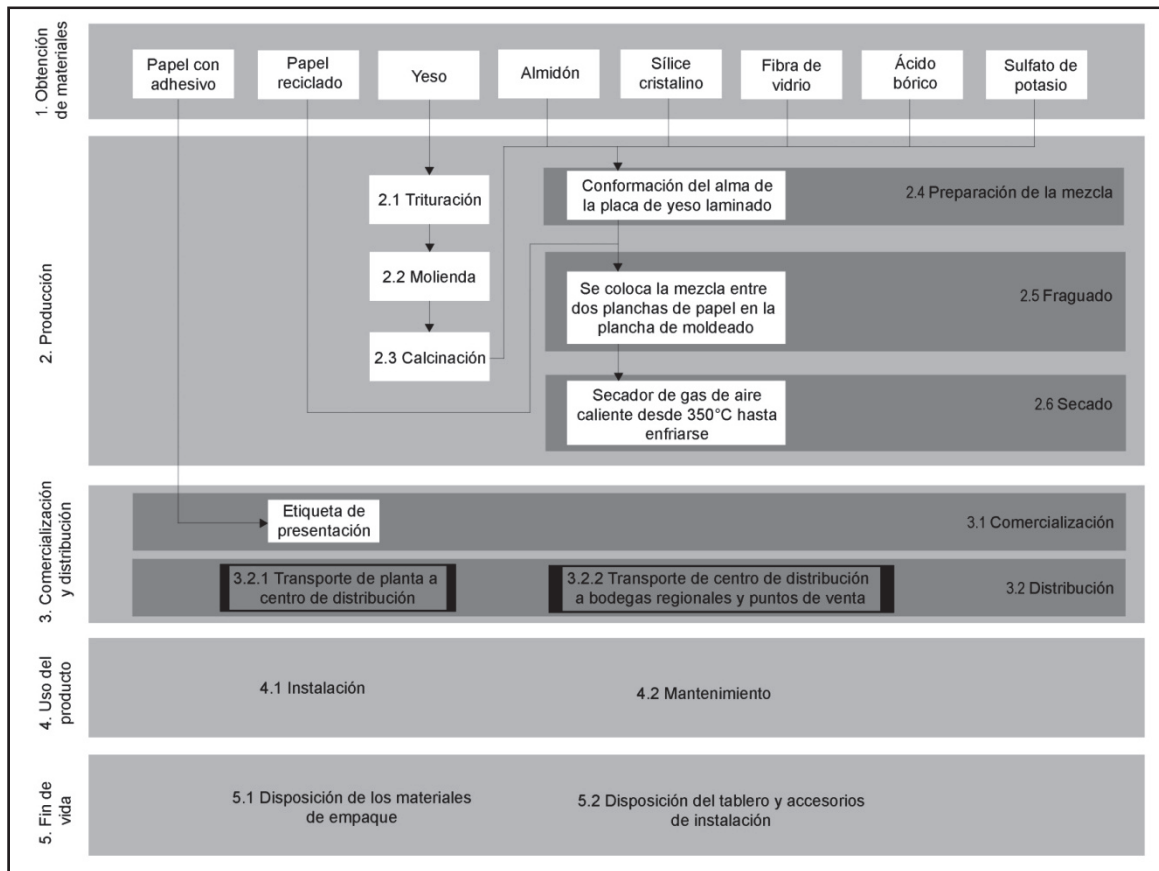 1. Obtención
de materiales
Papel con
adhesivo
Papel
reciclado
Yeso
Almidón
Sílice
cristalino
Fibra de
vidrio
Ácido
bórico
Sulfato de
potasio
2. Producción
2.1 Trituración
2.2 Molienda
2.3 Calcinación
Conformación del alma de
la placa de yeso laminado
2.4 Preparación de la mezcla
Se coloca la mezcla entre
dos planchas de papel en la
plancha de moldeado
2.5 Fraguado
Secador de gas de aire
caliente desde 350°C hasta
enfriarse
2.6 Secado
3. Comercialización
y distribución
Etiqueta de
presentación
3.1 Comercialización
3.2.1 Transporte de planta a
centro de distribución
3.2.2 Transporte de centro de distribución
a bodegas regionales y puntos de venta
3.2 Distribución
4. Uso del
producto
4.1 Instalación
4.2 Mantenimiento
5. Fin de
vida
5.1 Disposición de los materiales
de empaque
5.2 Disposición del tablero y accesorios
de instalación